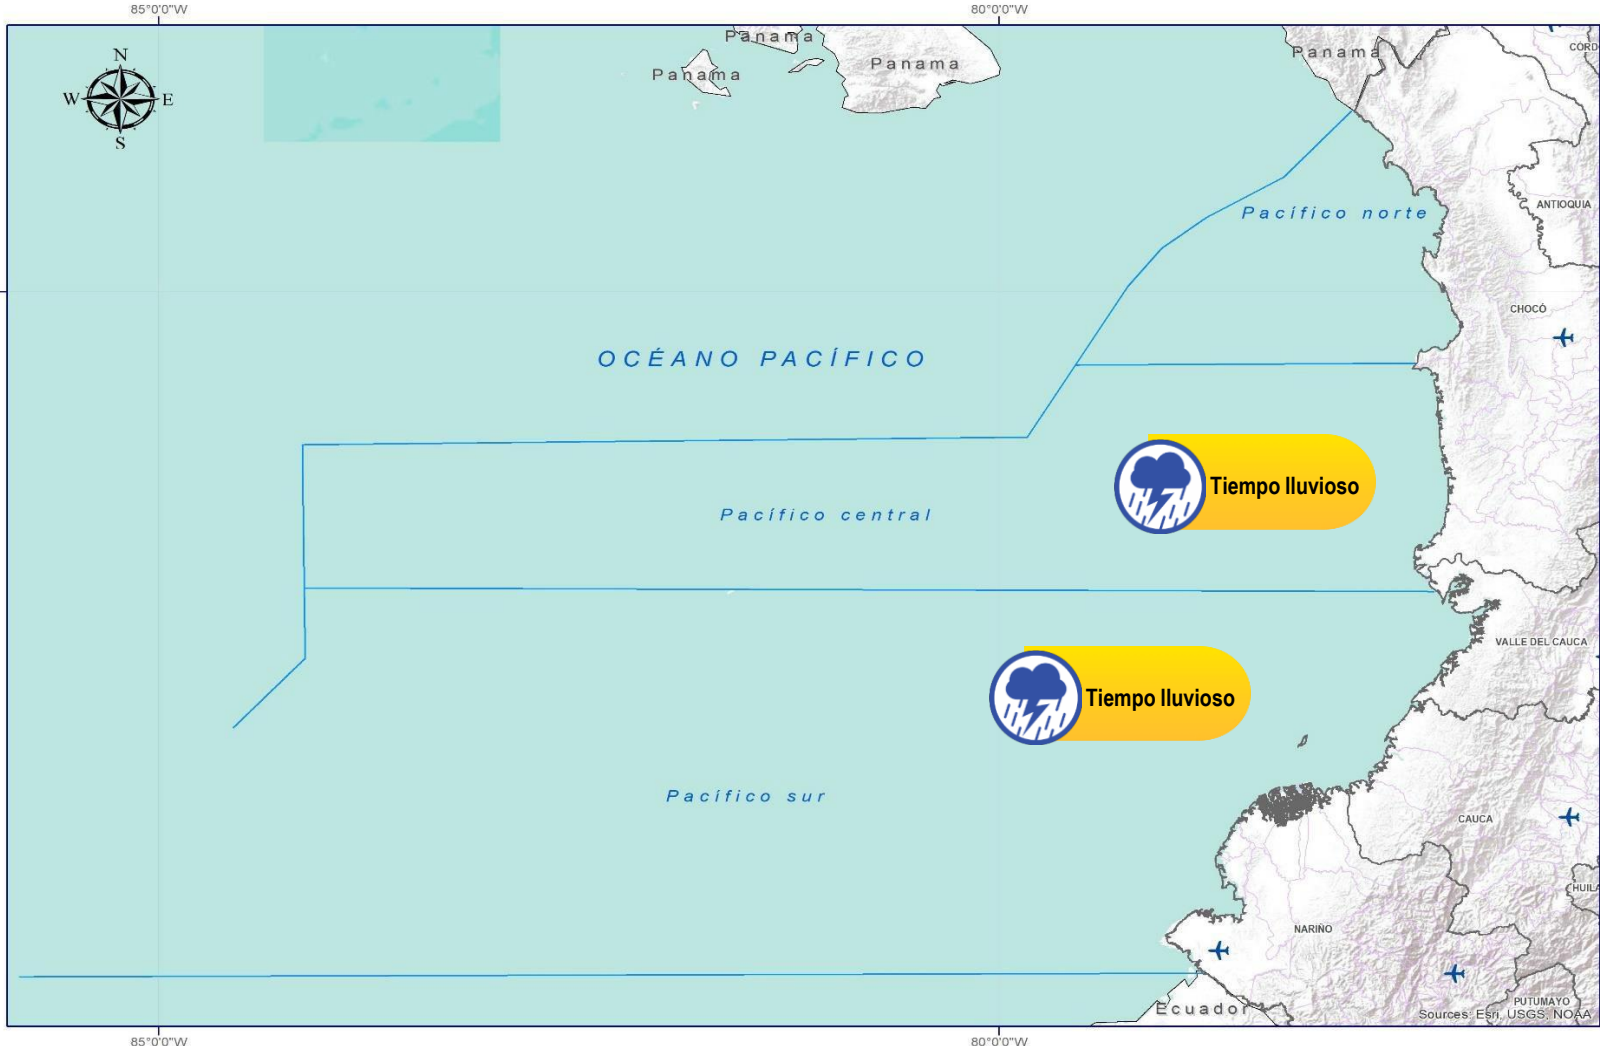 85°0'0"W
80°0'0"W
N
W
E
S
Panama
Panama
Panama
Panama
CÓRD
ANTIOQUIA
Pacífico norte
CHOCÓ
OCÉANO PACÍFICO
Tiempo lluvioso
Pacífico central
VALLE DEL CAUCA
Tiempo lluvioso
Pacífico sur
CAUCA
HUILA
NARIÑO
PUTUMAYO
Ecuador
Sources: Esri, USGS, NOAA
85°0'0"W
80°0'0"W